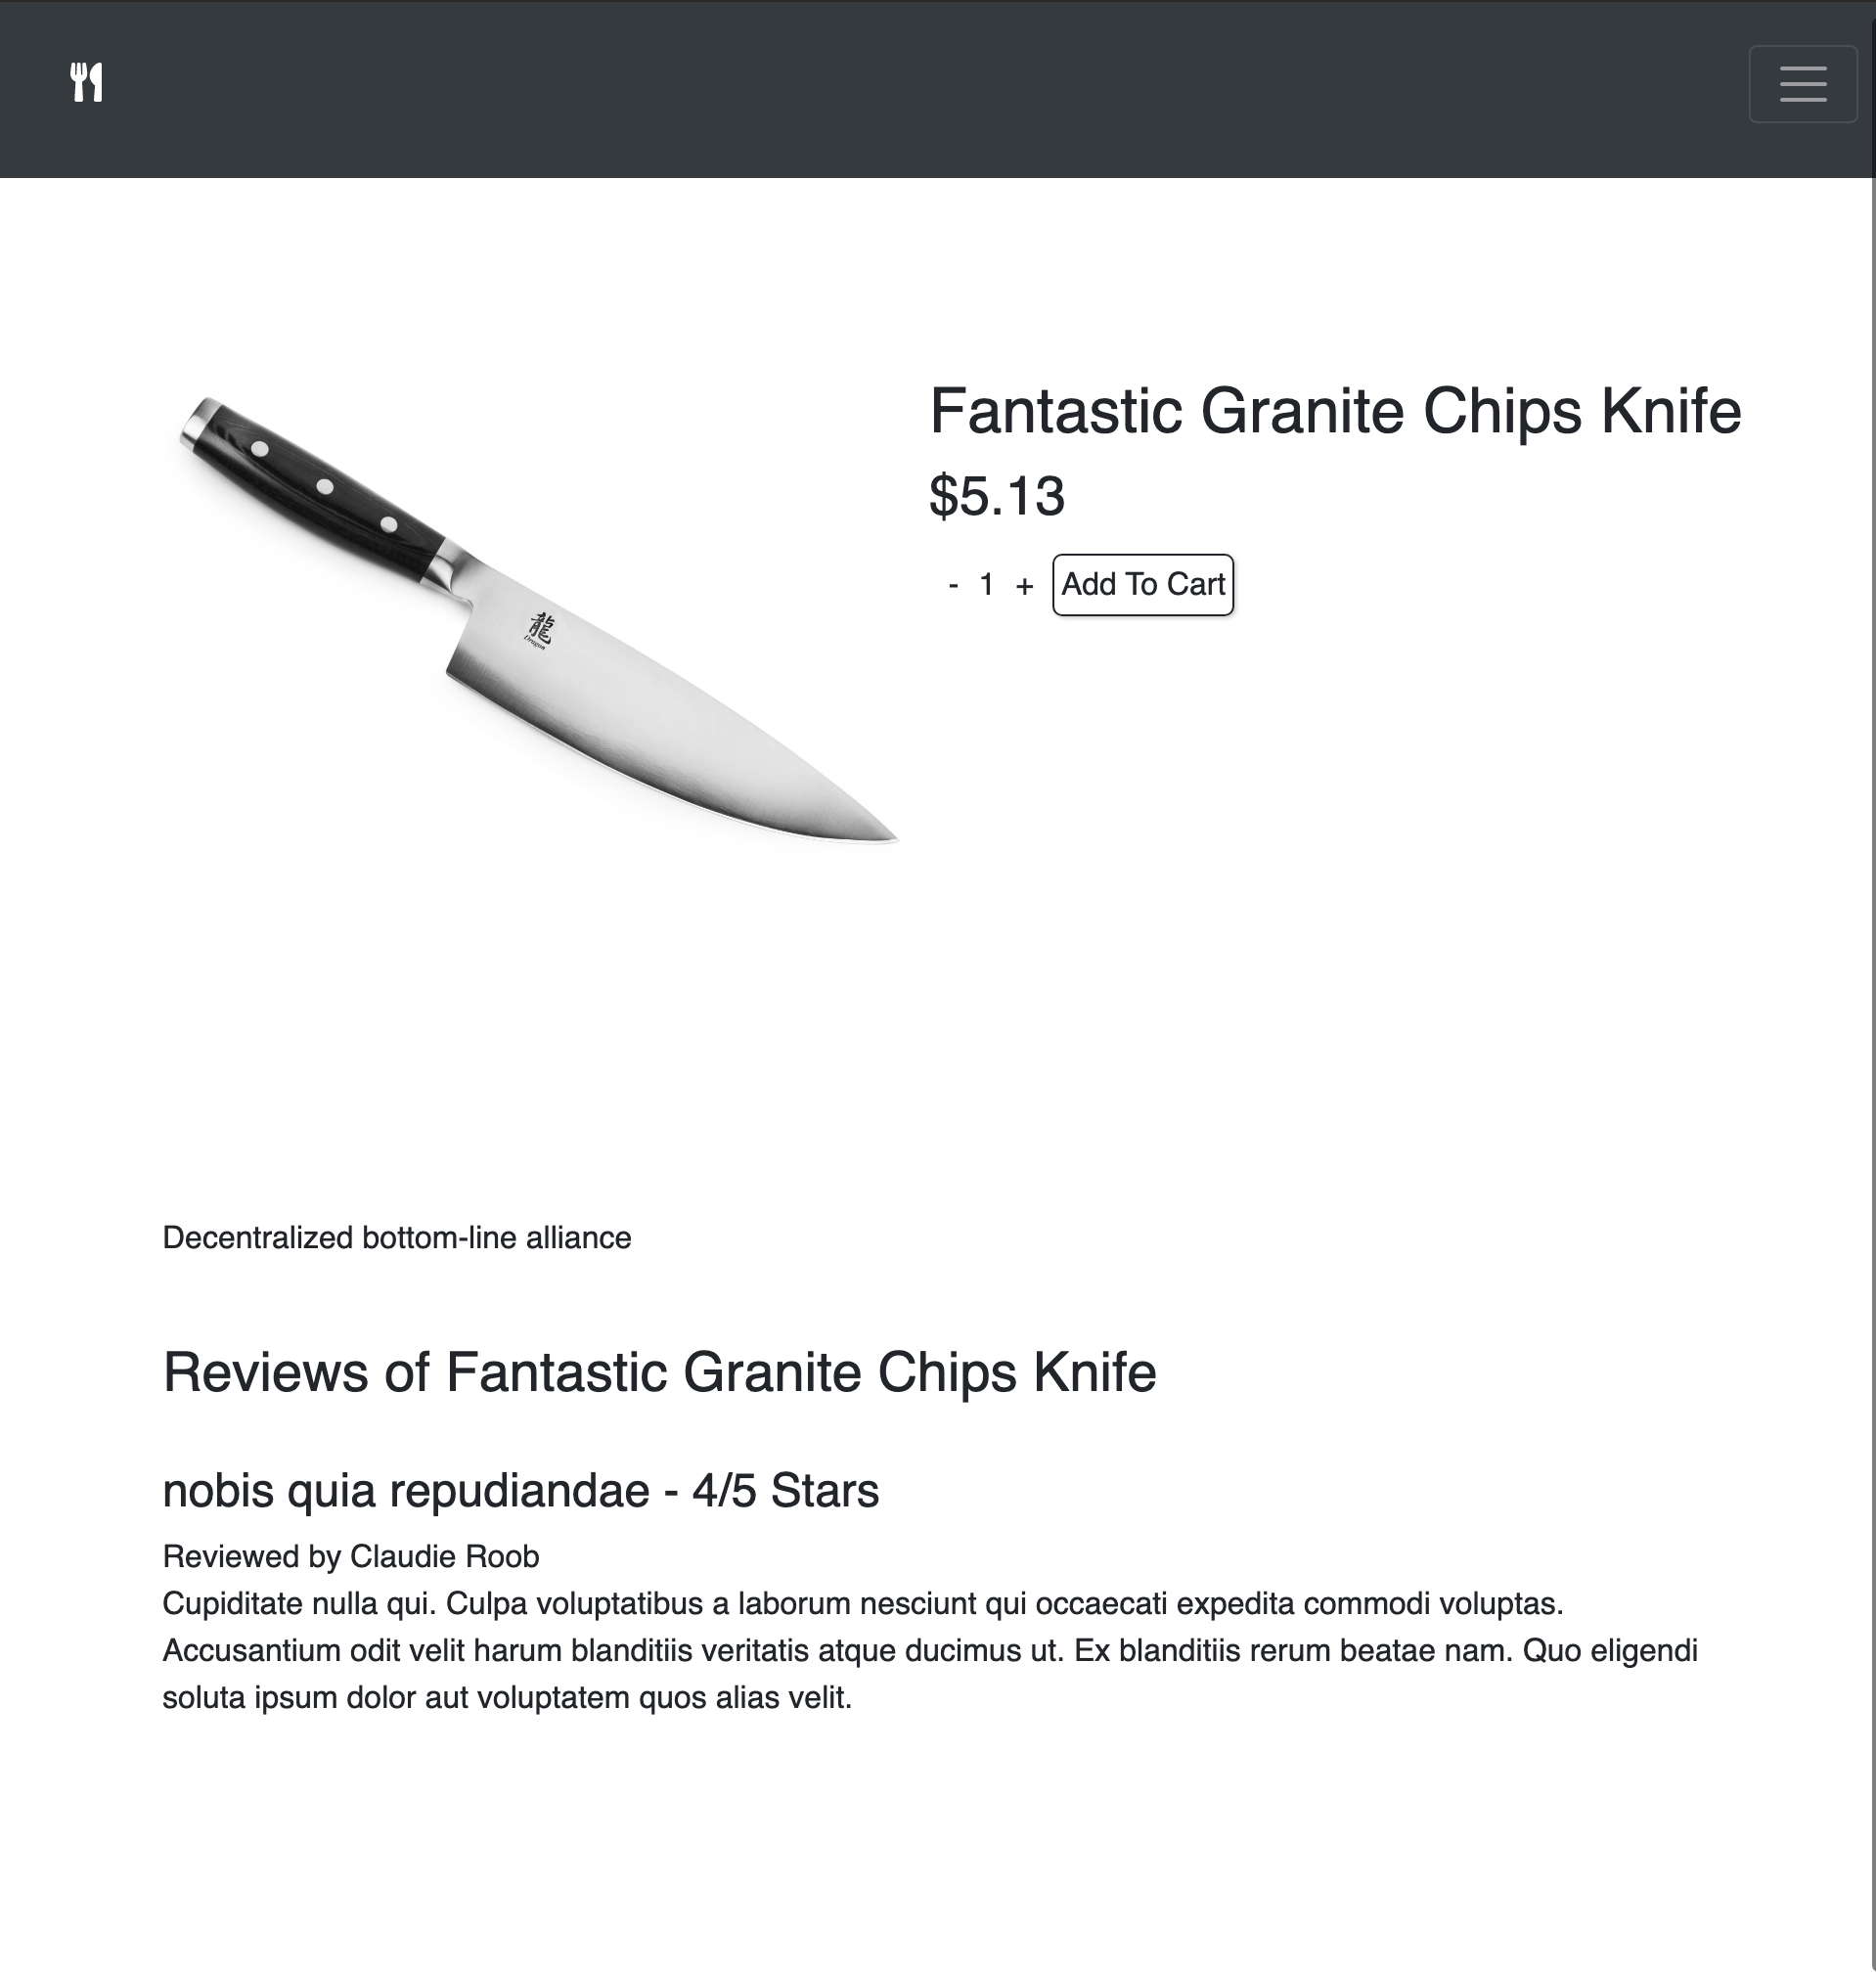 Fantastic Granite Chips Knife
$5.13
- 1 + Add To Cart
龍
Dragon
Decentralized bottom-line alliance
Reviews of Fantastic Granite Chips Knife
nobis quia repudiandae - 4/5 Stars
Reviewed by Claudie Roob
Cupiditate nulla qui. Culpa voluptatibus a laborum nesciunt qui occaecati expedita commodi voluptas.
Accusantium odit velit harum blanditiis veritatis atque ducimus ut. Ex blanditiis rerum beatae nam. Quo eligendi
soluta ipsum dolor aut voluptatem quos alias velit.